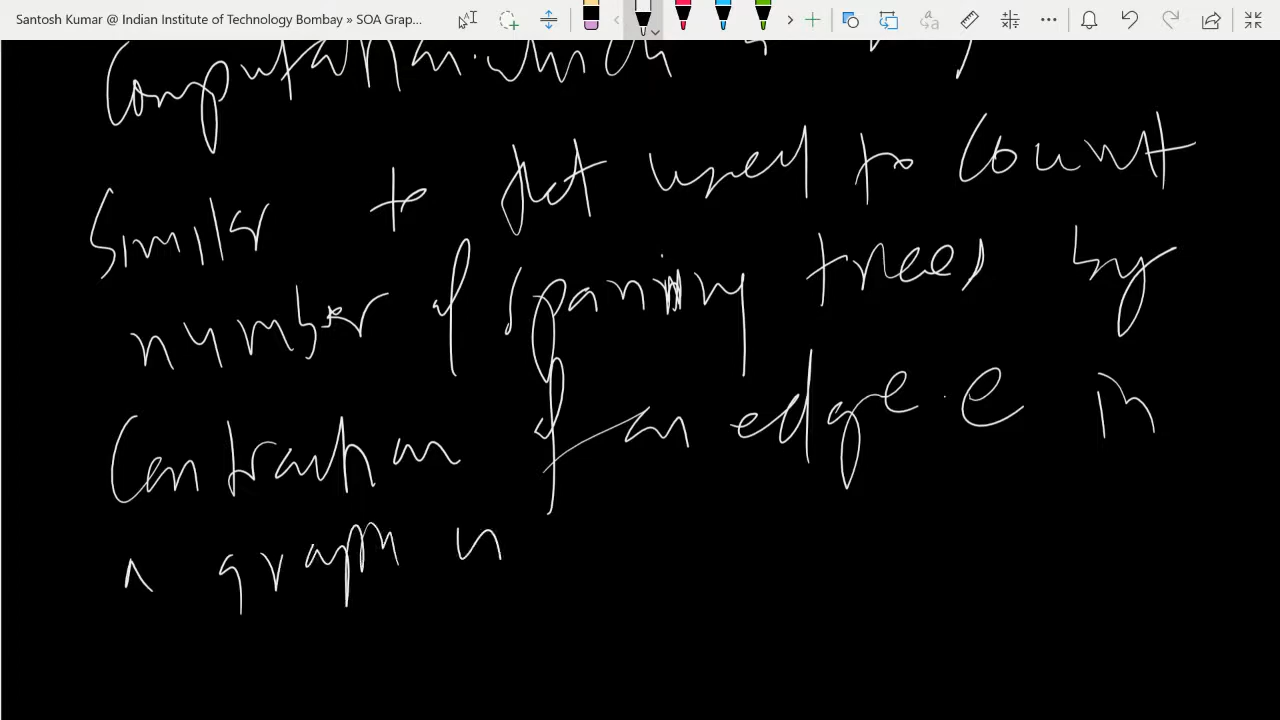 Santosh Kumar @ Indian Institute of Technology Bombay » SOA Grap...
Computation. which
Similar to that used to count
number of spanning trees by
Contraction of an edge e in
a graph